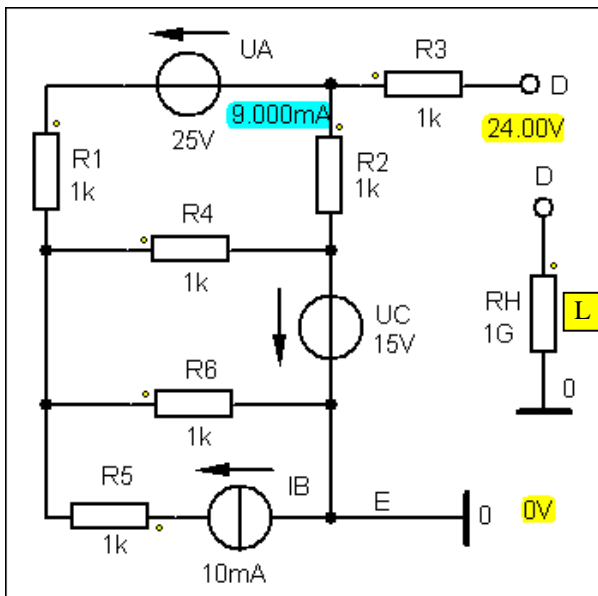 UA
R3
D
9.000mA
25V
1k
24.00V
R1
1k
R2
1k
D
R4
1k
UC
15V
RH
1G
L
R6
1k
0
R5
1k
IB
10mA
E
0
0V